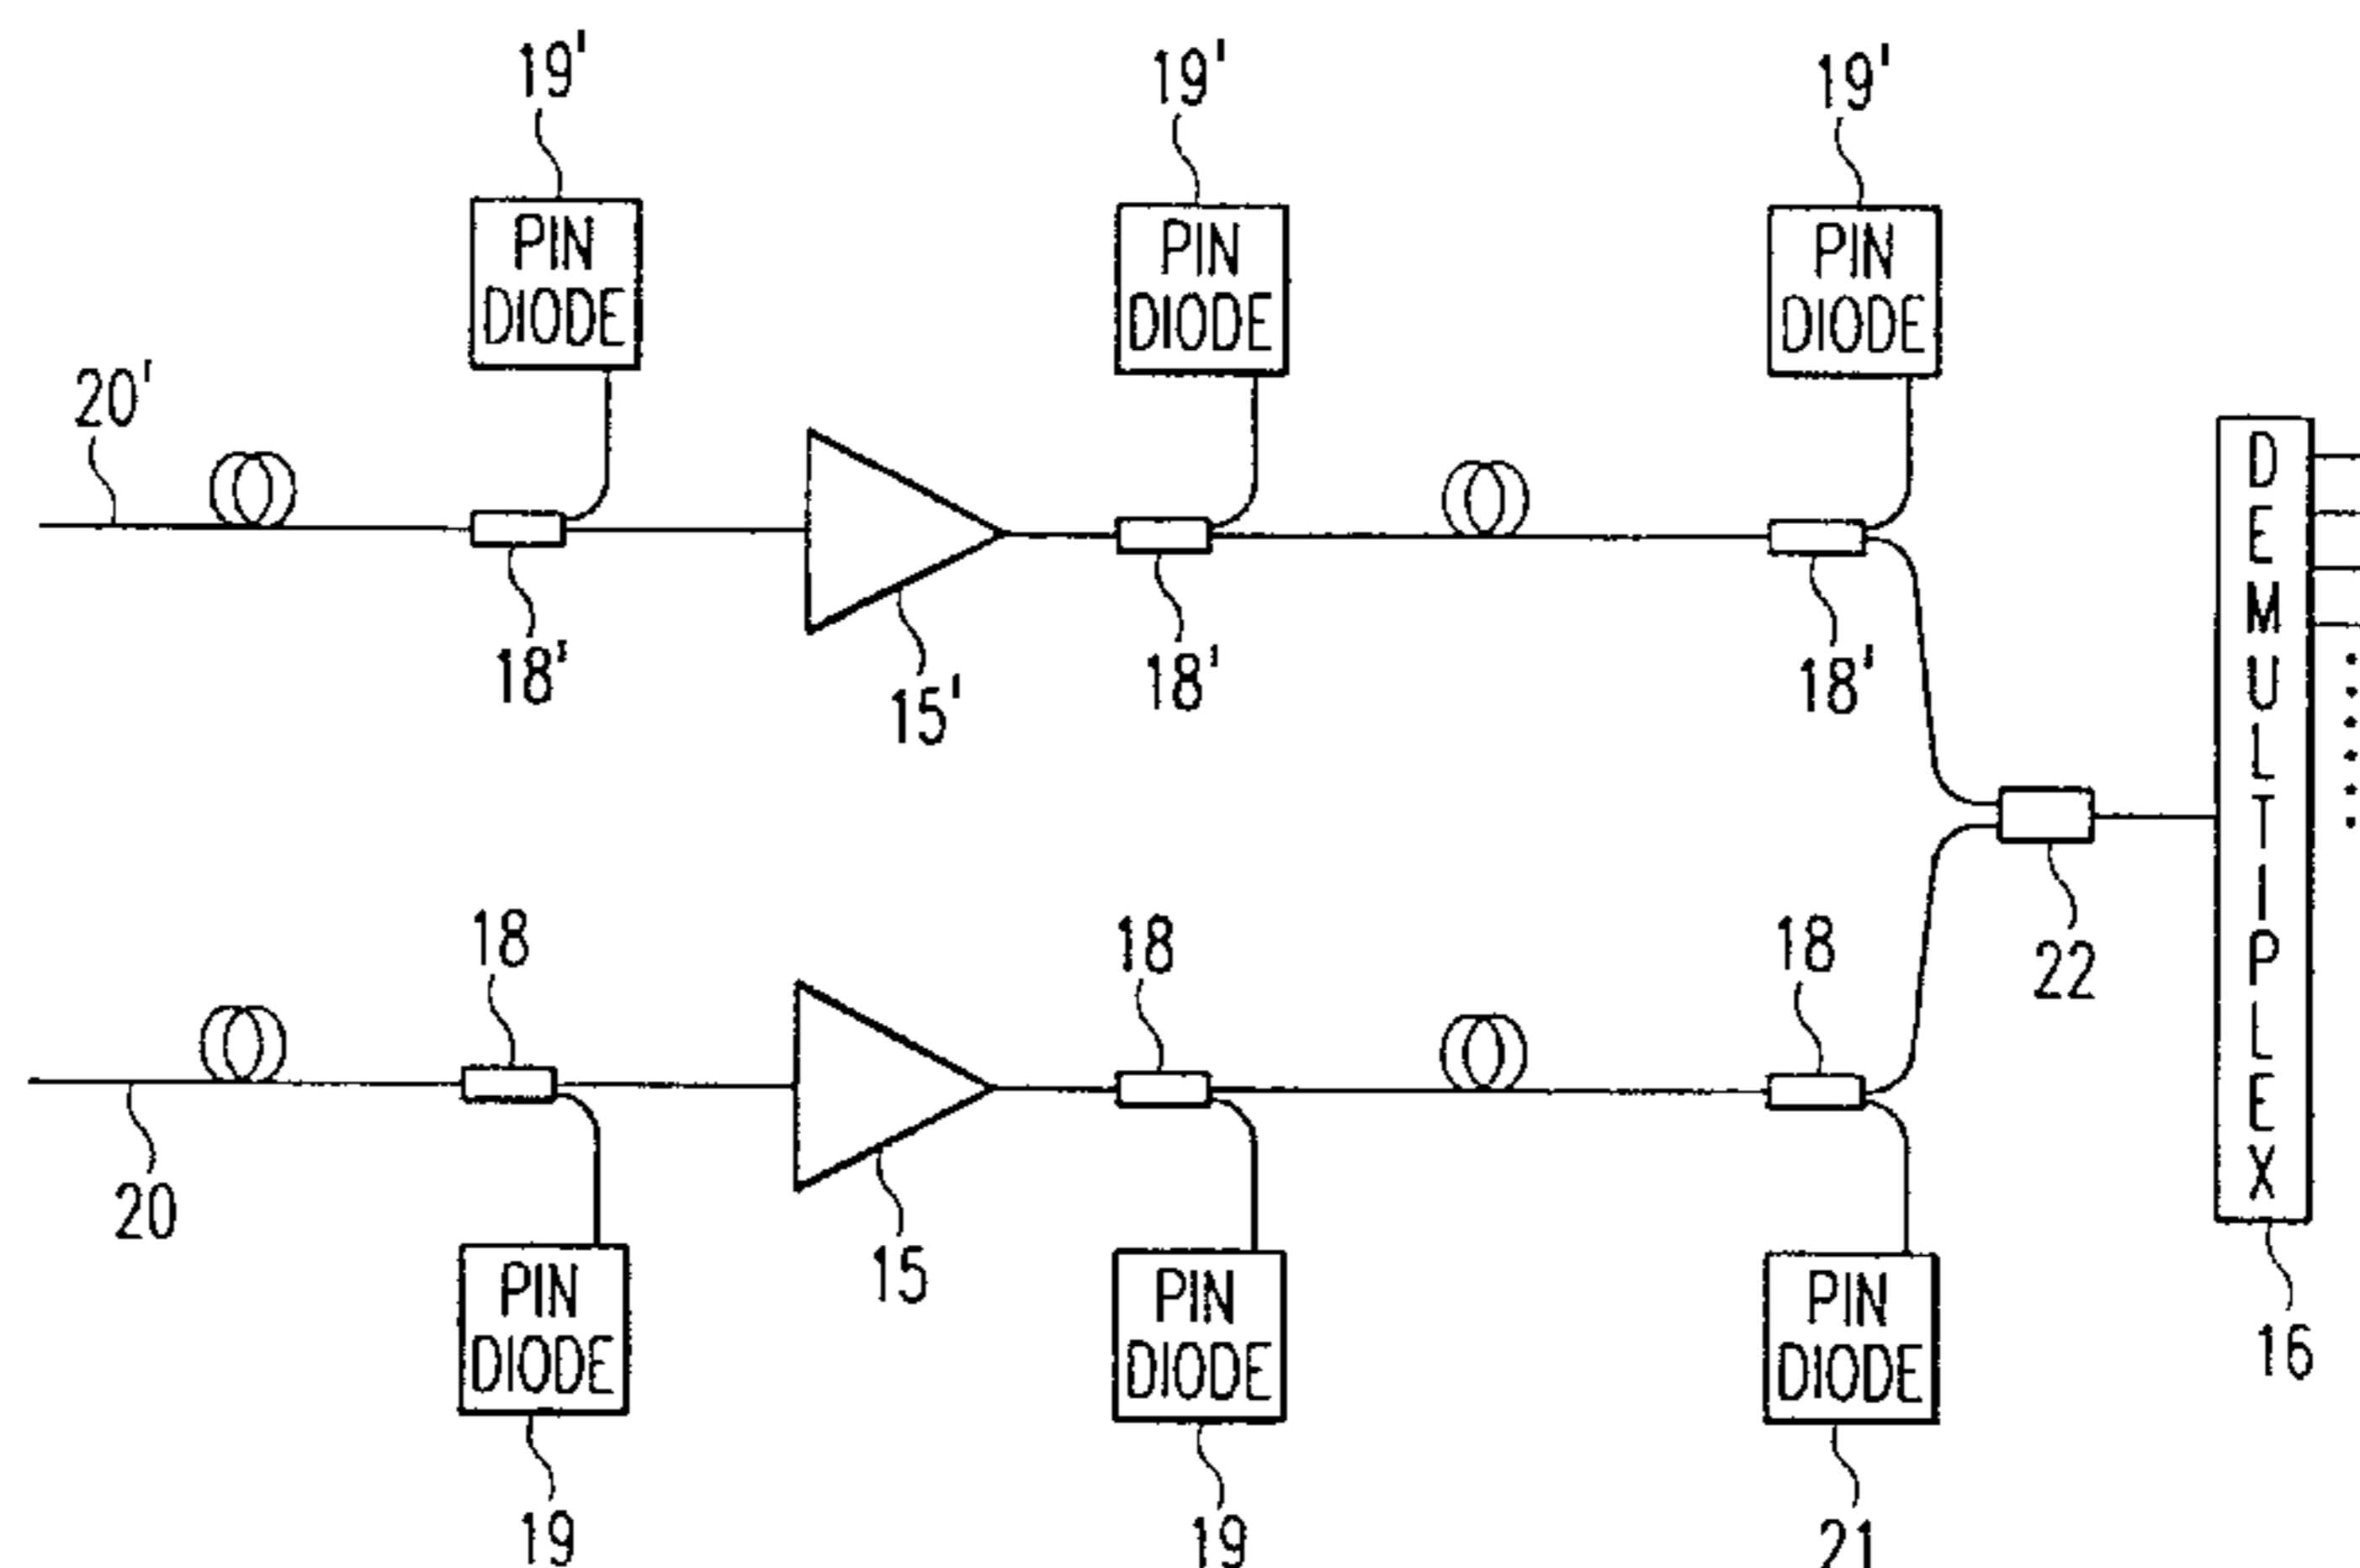 19' 19' 19'
PIN
DIODE
PIN
DIODE
PIN
DIODE
20'
18' 15' 18' 18'
22
18 18 18
20 15
PIN
DIODE
PIN
DIODE
PIN
DIODE
19 19 21
DEMULTIPLEX
16